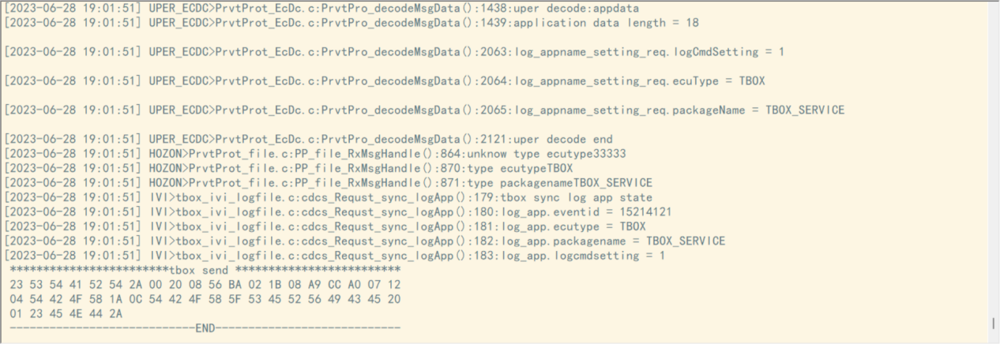 [2023-06-28 19:01:51] UPER_ECDC>PrvtProt_EcDc.c:PrvtPro_decodeMsgData():1438:uper decode:appdata
[2023-06-28 19:01:51] UPER_ECDC>PrvtProt_EcDc.c:PrvtPro_decodeMsgData():1439:application data length = 18
[2023-06-28 19:01:51] UPER_ECDC>PrvtProt_EcDc.c:PrvtPro_decodeMsgData():2063:log_appname_setting_req.logCmdSetting = 1
[2023-06-28 19:01:51] UPER_ECDC>PrvtProt_EcDc.c:PrvtPro_decodeMsgData():2064:log_appname_setting_req.ecuType = TBOX
[2023-06-28 19:01:51] UPER_ECDC>PrvtProt_EcDc.c:PrvtPro_decodeMsgData():2065:log_appname_setting_req.packageName = TBOX_SERVICE
[2023-06-28 19:01:51] UPER_ECDC>PrvtProt_EcDc.c:PrvtPro_decodeMsgData():2121:uper decode end
[2023-06-28 19:01:51] HOZON>PrvtProt_file.c:PP_file_RxMsgHandle():864:unknow type ecutype33333
[2023-06-28 19:01:51] HOZON>PrvtProt_file.c:PP_file_RxMsgHandle():870:type ecutypeTBOX
[2023-06-28 19:01:51] HOZON>PrvtProt_file.c:PP_file_RxMsgHandle():871:type packagenameTBOX_SERVICE
[2023-06-28 19:01:51] IVI>tbox_ivi_logfile.c:cdcs_Requst_sync_logApp():179:tbox sync log app state
[2023-06-28 19:01:51] IVI>tbox_ivi_logfile.c:cdcs_Requst_sync_logApp():180:log_app.eventid = 15214121
[2023-06-28 19:01:51] IVI>tbox_ivi_logfile.c:cdcs_Requst_sync_logApp():181:log_app.ecutype = TBOX
[2023-06-28 19:01:51] IVI>tbox_ivi_logfile.c:cdcs_Requst_sync_logApp():182:log_app.packagename = TBOX_SERVICE
[2023-06-28 19:01:51] IVI>tbox_ivi_logfile.c:cdcs_Requst_sync_logApp():183:log_app.logcmdsetting = 1
************************tbox send *************************
23 53 54 41 52 54 2A 00 20 08 56 BA 02 1B 08 A9 CC A0 07 12
04 54 42 4F 58 1A 0C 54 42 4F 58 5F 53 45 52 56 49 43 45 20
01 23 45 4E 44 2A
----------------------------END----------------------------